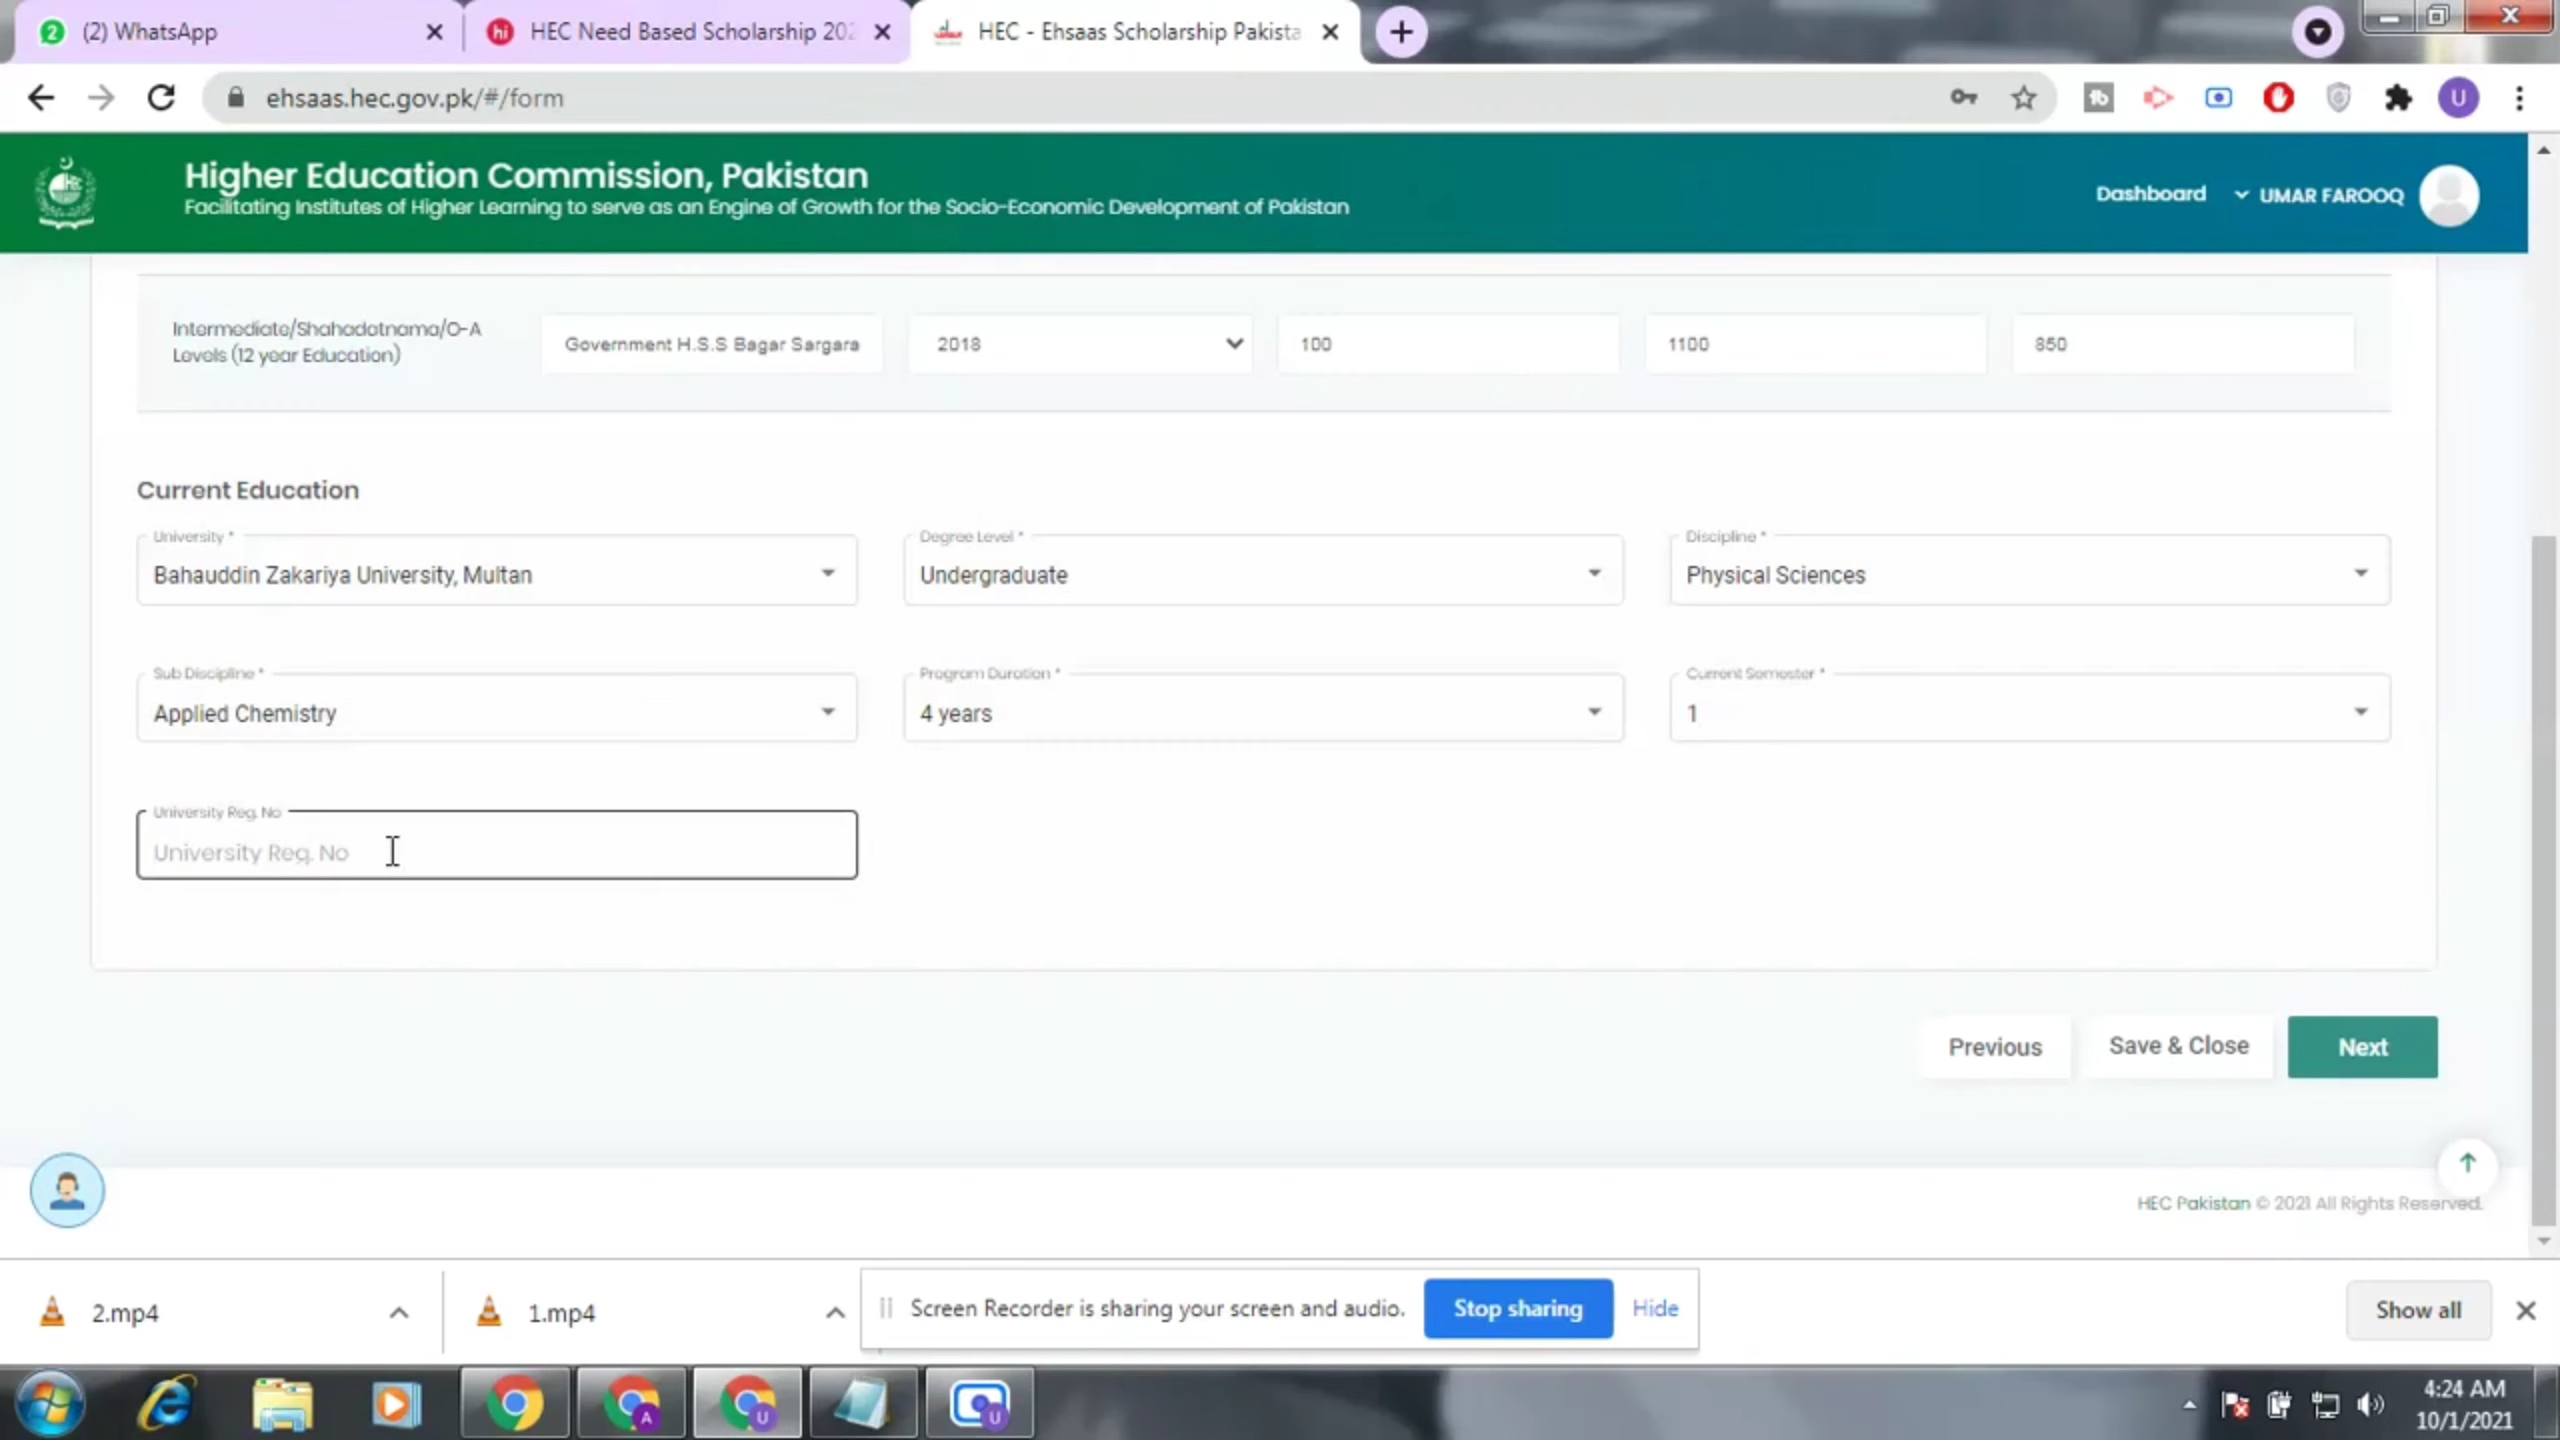 (2) WhatsApp
HEC Need Based Scholarship 202
HEC - Ehsaas Scholarship Pakista
ehsaas.hec.gov.pk/#/form
U
Higher Education Commission, Pakistan
Facilitating Institutes of Higher Learning to serve as an Engine of Growth for the Socio-Economic Development of Pakistan
Dashboard
UMAR FAROOQ
Intermediate/Shahadatnama/O-A
Levels (12 year Education)
Government H.S.S Bagar Sargara
2018
100
1100
850
Current Education
University *
Bahauddin Zakariya University, Multan
Degree Level *
Undergraduate
Discipline *
Physical Sciences
Sub Discipline *
Applied Chemistry
Program Duration *
4 years
Current Semester *
1
University Reg. No
University Reg. No
Previous
Save & Close
Next
HEC Pakistan © 2021 All Rights Reserved.
2.mp4
1.mp4
Screen Recorder is sharing your screen and audio.
Stop sharing
Hide
Show all
A
U
U
4:24 AM
10/1/2021